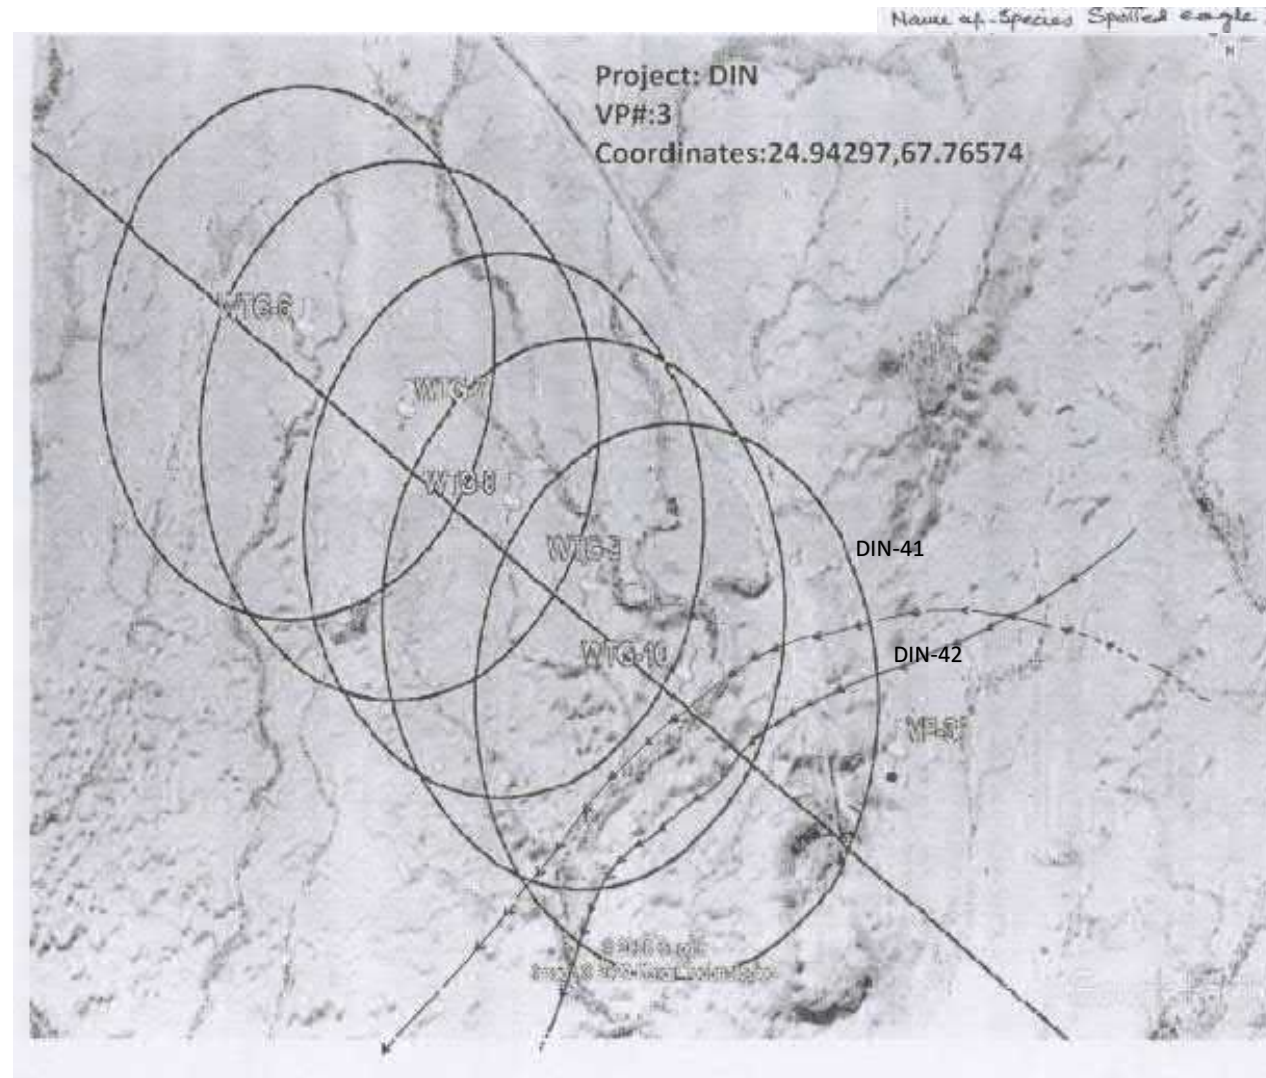 Name of Species Spotted eagle
N
Project: DIN
VP#:3
Coordinates:24.94297,67.76574
WTG-6
WTG-7
WTG-8
WTG-9
DIN-41
WTG-10
DIN-42